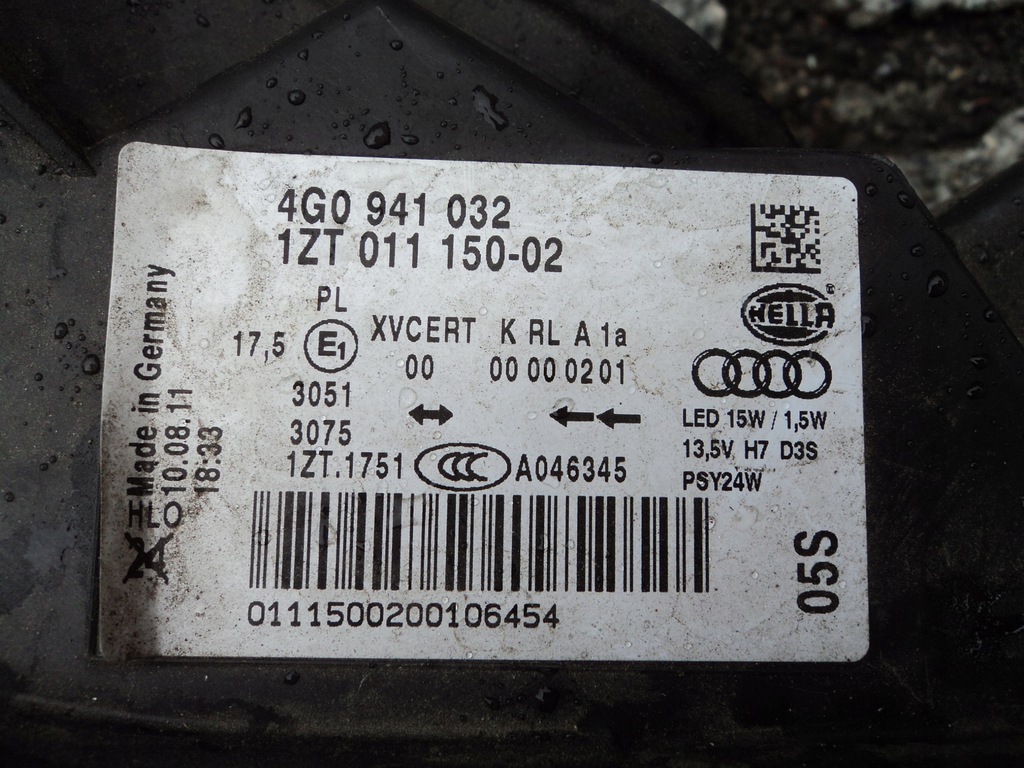 4G0 941 032
1ZT 011 150-02
PL
17,5 E1 XVCERT K RL A 1a
00 00 00 0201
3051
3075
1ZT.1751 CCC A046345
0111500200106454
HELLA ®
LED 15W / 1,5W
13,5V H7 D3S
PSY24W
05S
Made in Germany
10.08.11
18:33